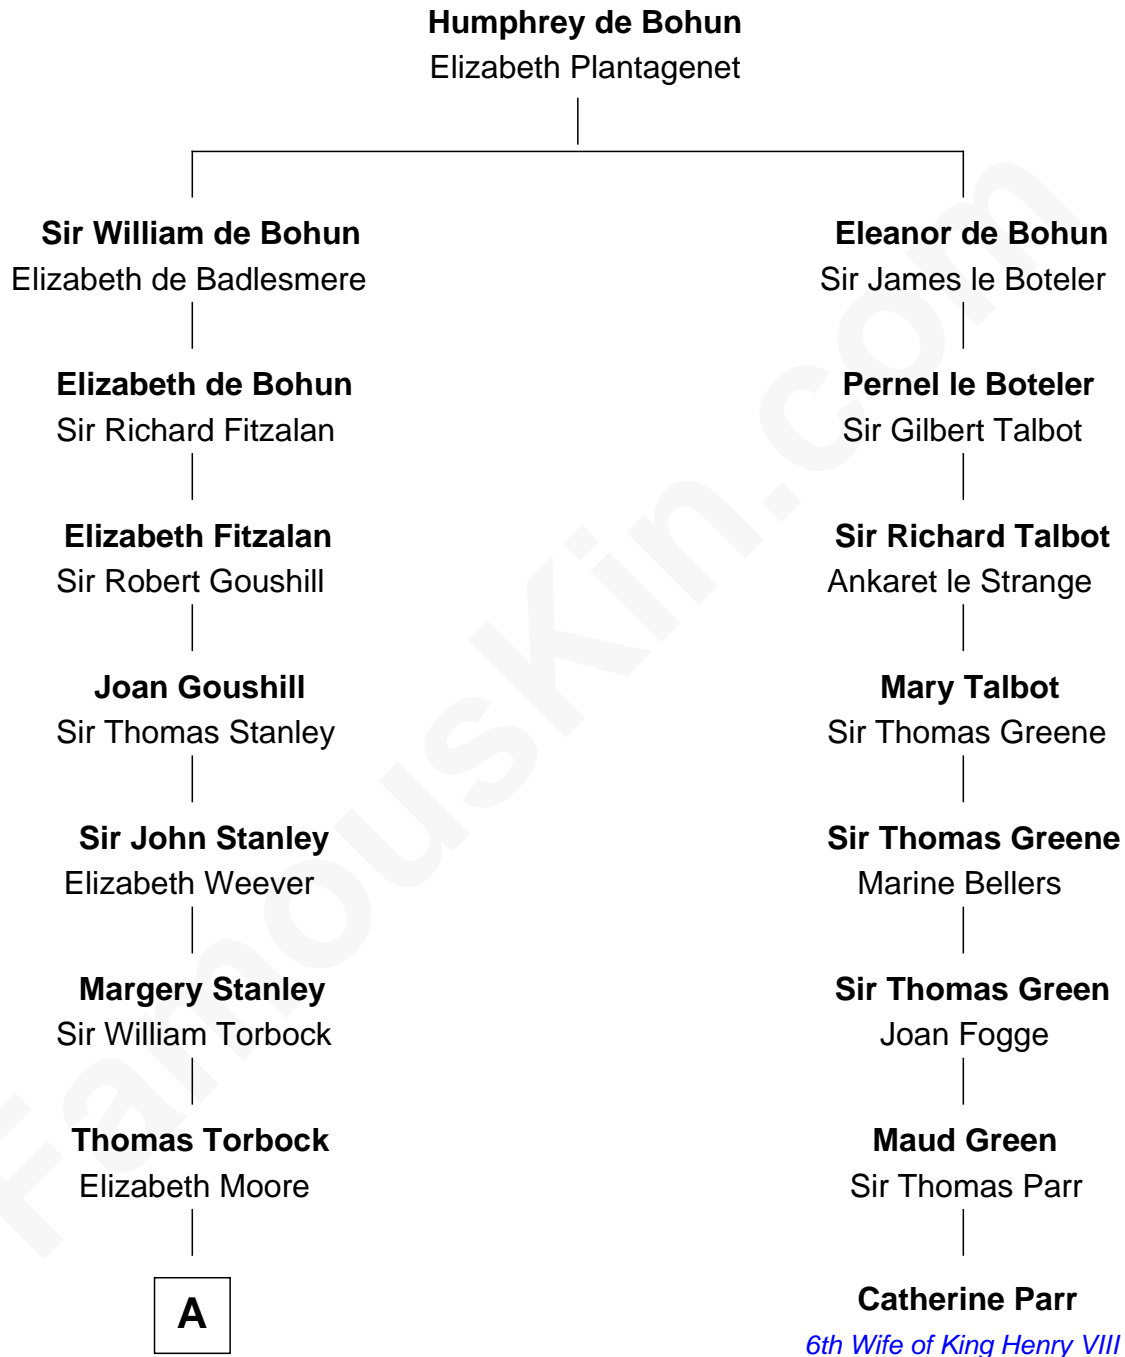 Humphrey de Bohun
Elizabeth Plantagenet
Sir William de Bohun
Elizabeth de Badlesmere
Eleanor de Bohun
Sir James le Boteler
Elizabeth de Bohun
Sir Richard Fitzalan
Pernel le Boteler
Sir Gilbert Talbot
Elizabeth Fitzalan
Sir Robert Goushill
Sir Richard Talbot
Ankaret le Strange
Joan Goushill
Sir Thomas Stanley
Mary Talbot
Sir Thomas Greene
Sir John Stanley
Elizabeth Weever
Sir Thomas Greene
Marine Bellers
Margery Stanley
Sir William Torbock
Sir Thomas Green
Joan Fogge
Thomas Torbock
Elizabeth Moore
Maud Green
Sir Thomas Parr
A
Catherine Parr
6th Wife of King Henry VIII
FamousKin.com